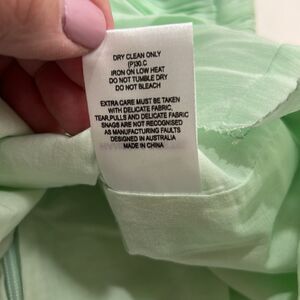 DRY CLEAN ONLY
(P)30.C
IRON ON LOW HEAT
DO NOT TUMBLE DRY
DO NOT BLEACH
EXTRA CARE MUST BE TAKEN
WITH DELICATE FABRIC,
TEAR,PULLS AND DELICATE FABRIC
SNAGS ARE NOT RECOGNISED
AS MANUFACTURING FAULTS
DESIGNED IN AUSTRALIA
MADE IN CHINA